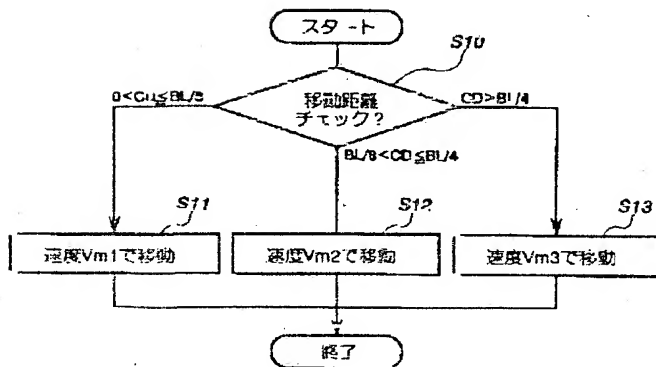 スタート
S10
0<CD≦BL/8
移動距離
チェック?
CD>BL/4
BL/8<CD≦BL/4
S11
S12
S13
速度Vm1で移動
速度Vm2で移動
速度Vm3で移動
終了